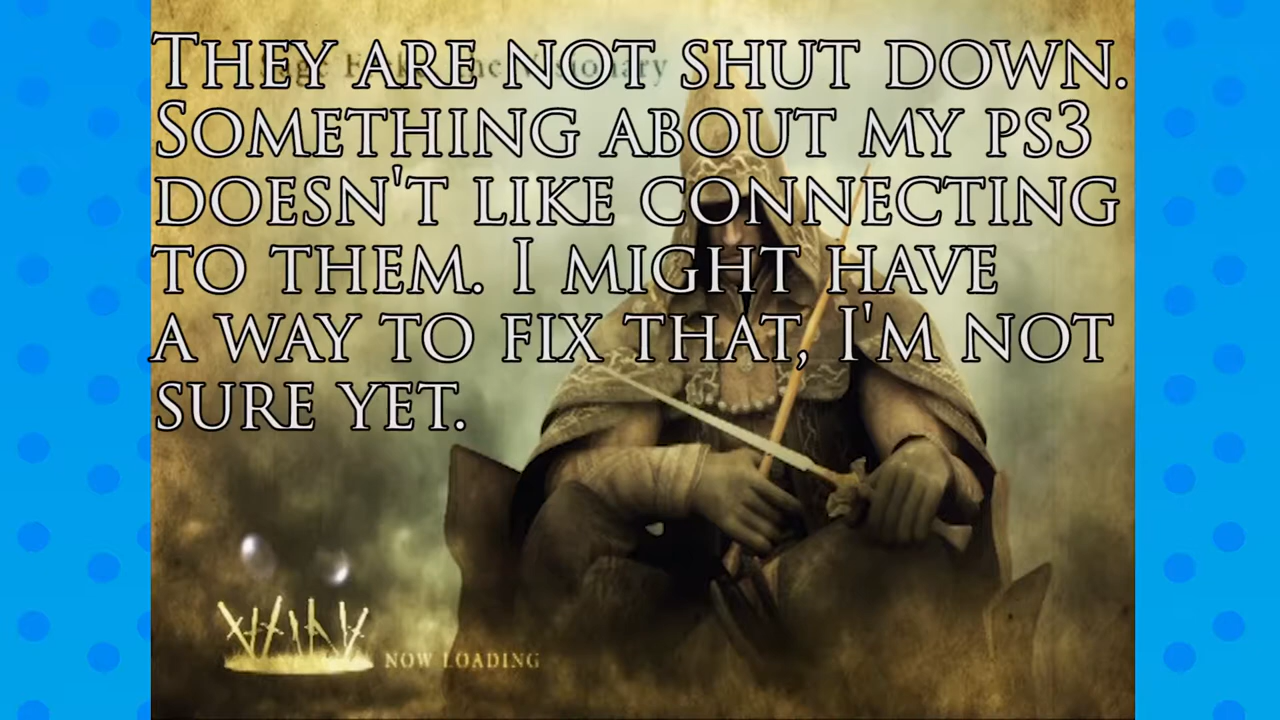 THEY ARE NOT SHUT DOWN.
SOMETHING ABOUT MY PS3
DOESN'T LIKE CONNECTING
TO THEM. I MIGHT HAVE
A WAY TO FIX THAT, I'M NOT
SURE YET.
NOW LOADING